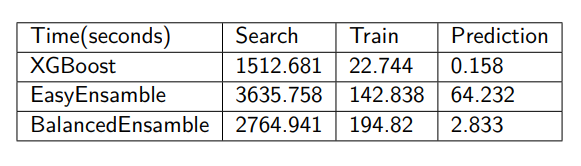 Time(seconds) Search Train Prediction
XGBoost 1512.681 22.744 0.158
EasyEnsamble 3635.758 142.838 64.232
BalancedEnsamble 2764.941 194.82 2.833